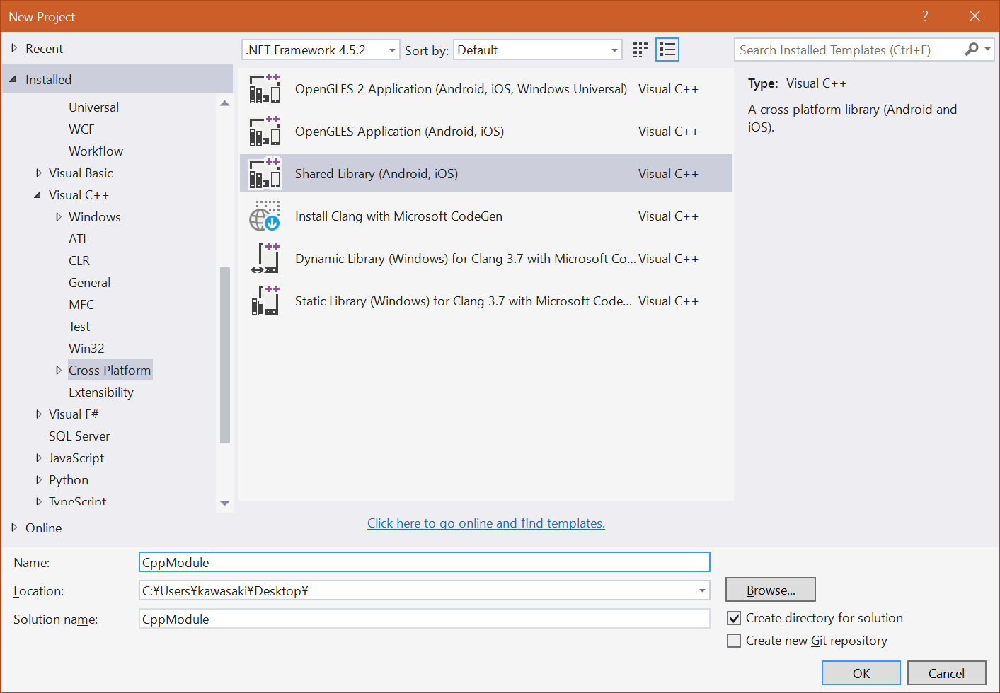 New Project
?
Recent
Installed
Universal
WCF
Workflow
Visual Basic
Visual C++
Windows
ATL
CLR
General
MFC
Test
Win32
Cross Platform
Extensibility
Visual F#
SQL Server
JavaScript
Python
TypeScript
Online
.NET Framework 4.5.2
Sort by:
Default
OpenGLES 2 Application (Android, iOS, Windows Universal) Visual C++
OpenGLES Application (Android, iOS) Visual C++
Shared Library (Android, iOS) Visual C++
Install Clang with Microsoft CodeGen Visual C++
Dynamic Library (Windows) for Clang 3.7 with Microsoft Co... Visual C++
Static Library (Windows) for Clang 3.7 with Microsoft Code... Visual C++
Click here to go online and find templates.
Search Installed Templates (Ctrl+E)
Type: Visual C++
A cross platform library (Android and
iOS).
Name:
CppModule
Location:
C:¥Users¥kawasaki¥Desktop¥
Browse...
Solution name:
CppModule
Create directory for solution
Create new Git repository
OK
Cancel